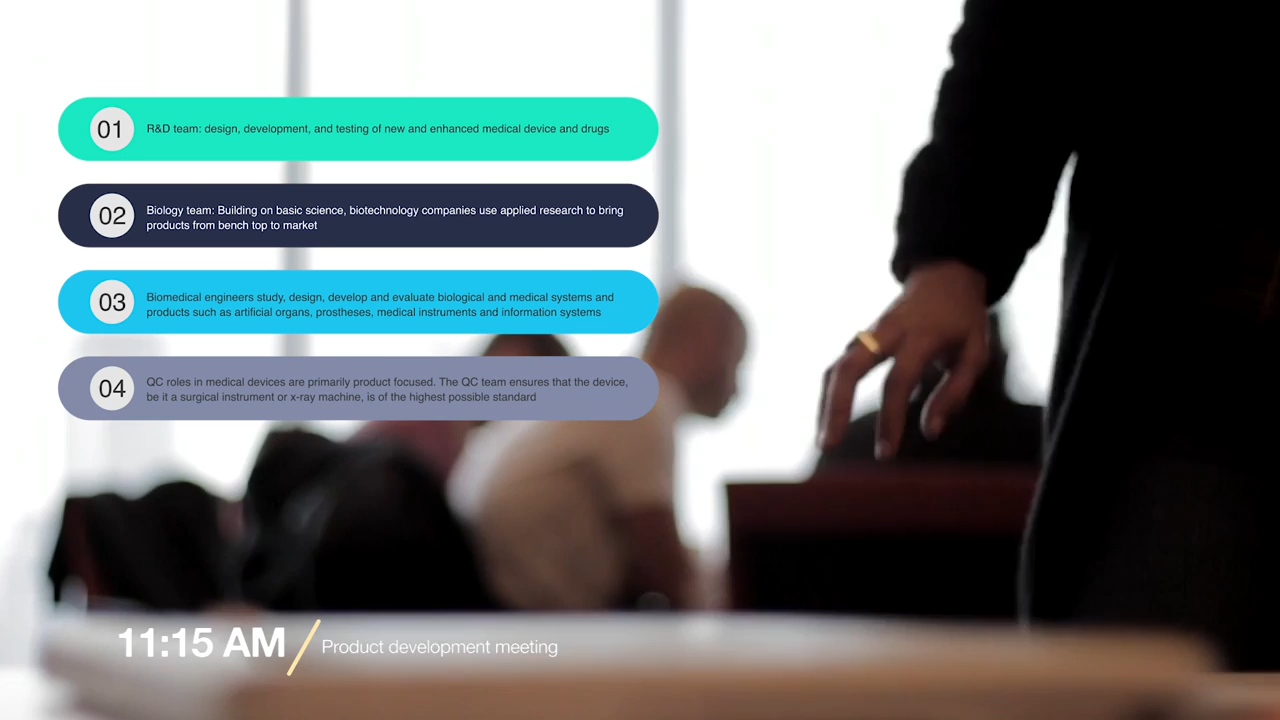 01
R&D team: design, development, and testing of new and enhanced medical device and drugs
02
Biology team: Building on basic science, biotechnology companies use applied research to bring
products from bench top to market
03
Biomedical engineers study, design, develop and evaluate biological and medical systems and
products such as artificial organs, prostheses, medical instruments and information systems
04
QC roles in medical devices are primarily product focused. The QC team ensures that the device,
be it a surgical instrument or x-ray machine, is of the highest possible standard
11:15 AM
Product development meeting